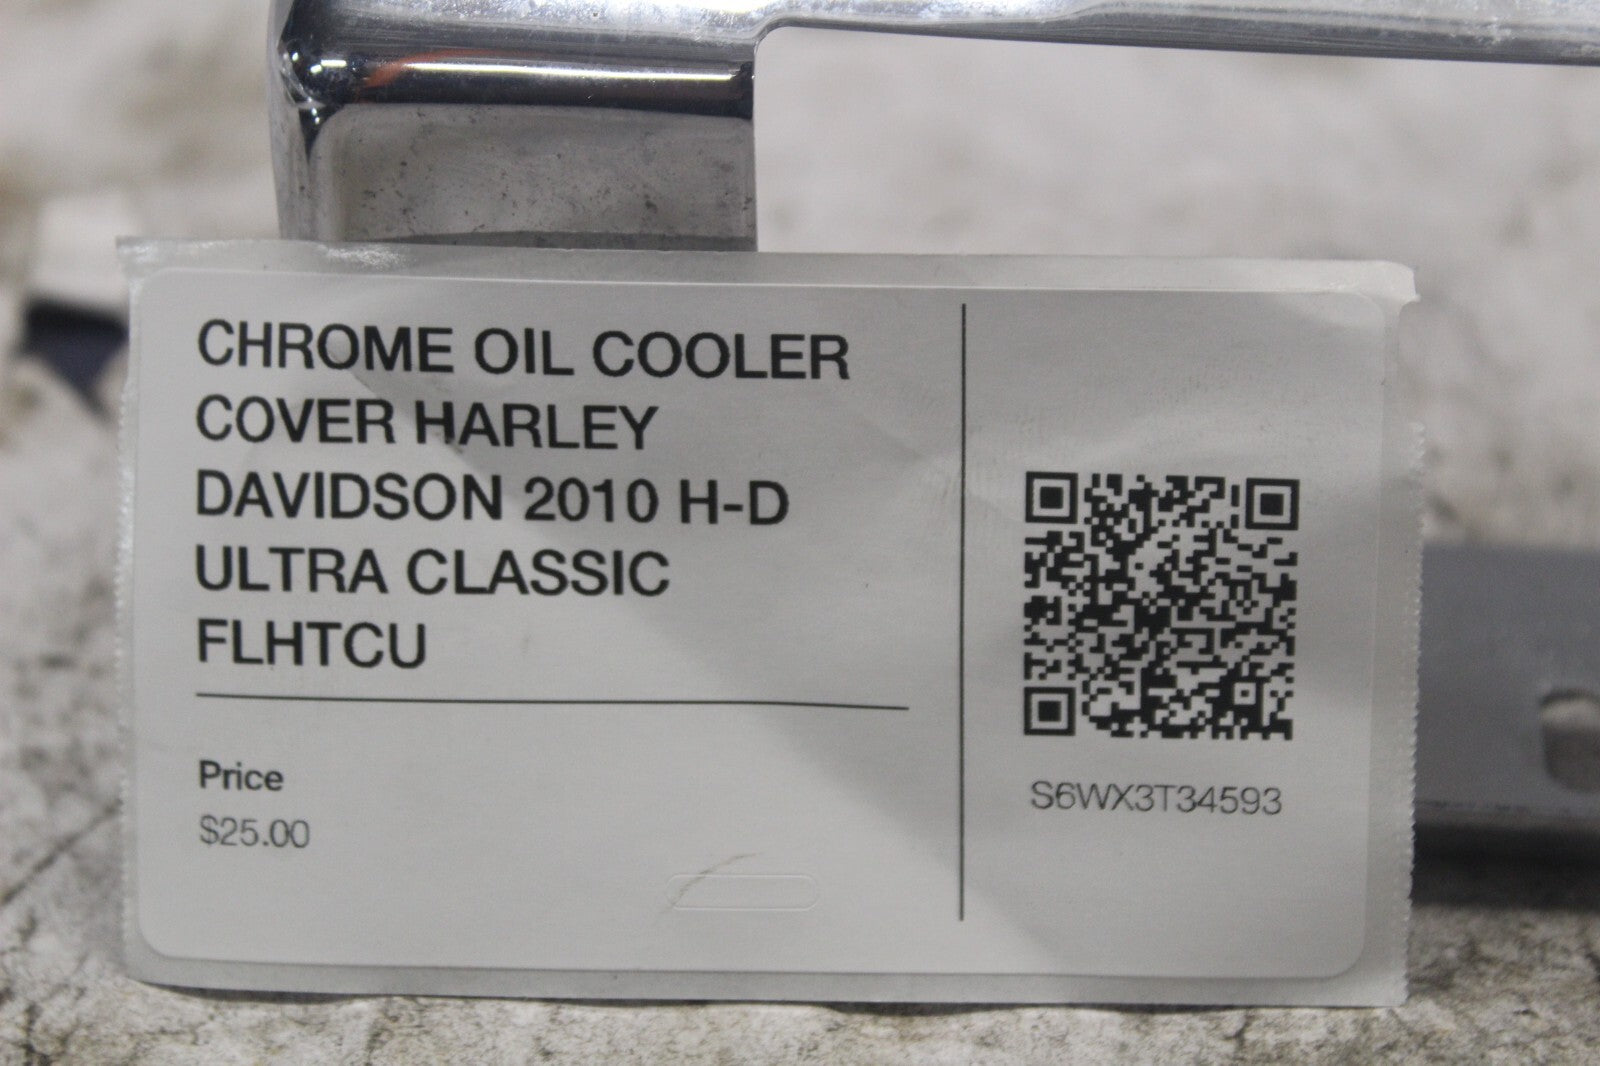 CHROME OIL COOLER
COVER HARLEY
DAVIDSON 2010 H-D
ULTRA CLASSIC
FLHTCU
Price
$25.00
S6WX3T34593